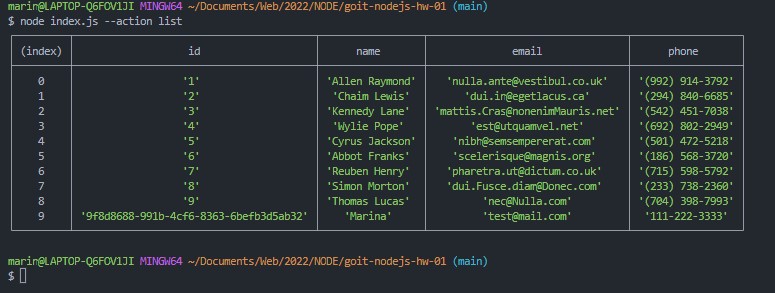 marin@LAPTOP-Q6FOV1JI MINGW64 ~/Documents/Web/2022/NODE/goit-nodejs-hw-01 (main)
$ node index.js --action list
(index) id name email phone
0 '1' 'Allen Raymond' 'nulla.ante@vestibul.co.uk' '(992) 914-3792'
1 '2' 'Chaim Lewis' 'dui.in@egetlacus.ca' '(294) 840-6685'
2 '3' 'Kennedy Lane' 'mattis.Cras@nonenimMauris.net' '(542) 451-7038'
3 '4' 'Wylie Pope' 'est@utquamvel.net' '(692) 802-2949'
4 '5' 'Cyrus Jackson' 'nibh@semsempererat.com' '(501) 472-5218'
5 '6' 'Abbot Franks' 'scelerisque@magnis.org' '(186) 568-3720'
6 '7' 'Reuben Henry' 'pharetra.ut@dictum.co.uk' '(715) 598-5792'
7 '8' 'Simon Morton' 'dui.Fusce.diam@Donec.com' '(233) 738-2360'
8 '9' 'Thomas Lucas' 'nec@Nulla.com' '(704) 398-7993'
9 '9f8d8688-991b-4cf6-8363-6befb3d5ab32' 'Marina' 'test@mail.com' '111-222-3333'
marin@LAPTOP-Q6FOV1JI MINGW64 ~/Documents/Web/2022/NODE/goit-nodejs-hw-01 (main)
$